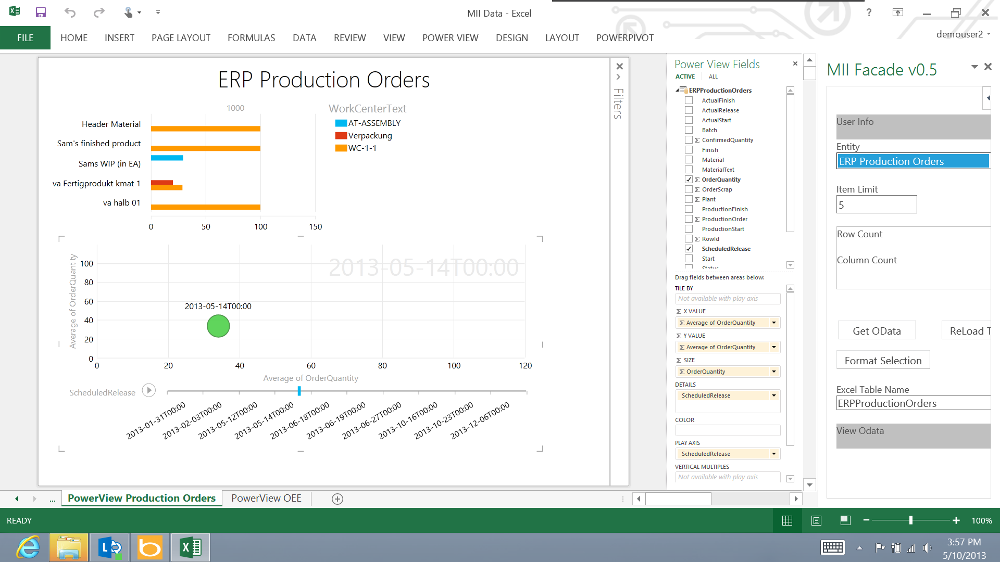 MII Data - Excel
?
FILE
HOME
INSERT
PAGE LAYOUT
FORMULAS
DATA
REVIEW
VIEW
POWER VIEW
DESIGN
LAYOUT
POWERPIVOT
demouser2
ERP Production Orders
1000
Header Material
Sam's finished product
Sams WIP (in EA)
va Fertigprodukt kmat 1
va halb 01
0
50
100
150
WorkCenterText
AT-ASSEMBLY
Verpackung
WC-1-1
Average of OrderQuantity
100
80
60
40
20
0
2013-05-14T00:00
2013-05-14T00:00
0
20
40
60
80
100
120
Average of OrderQuantity
ScheduledRelease
2013-01-31T00:00
2013-02-03T00:00
2013-05-12T00:00
2013-05-14T00:00
2013-06-18T00:00
2013-06-19T00:00
2013-06-27T00:00
2013-10-16T00:00
2013-10-23T00:00
2013-12-06T00:00
Filters
Power View Fields
ACTIVE
ALL
ERPProductionOrders
ActualFinish
ActualRelease
ActualStart
Batch
Σ ConfirmedQuantity
Finish
Material
MaterialText
Σ OrderQuantity
Σ OrderScrap
Σ Plant
ProductionFinish
Σ ProductionOrder
ProductionStart
Σ RowId
ScheduledRelease
Start
Status
Drag fields between areas below:
TILE BY
Not available with play axis
Σ X VALUE
Σ Average of OrderQuantity
Σ Y VALUE
Σ Average of OrderQuantity
Σ SIZE
Σ OrderQuantity
DETAILS
ScheduledRelease
COLOR
PLAY AXIS
ScheduledRelease
VERTICAL MULTIPLES
Not available with play axis
MII Facade v0.5
User Info
Entity
ERP Production Orders
Item Limit
5
Row Count
Column Count
Get OData
ReLoad T
Format Selection
Excel Table Name
ERPProductionOrders
View Odata
...
PowerView Production Orders
PowerView OEE
READY
100%
3:57 PM
5/10/2013